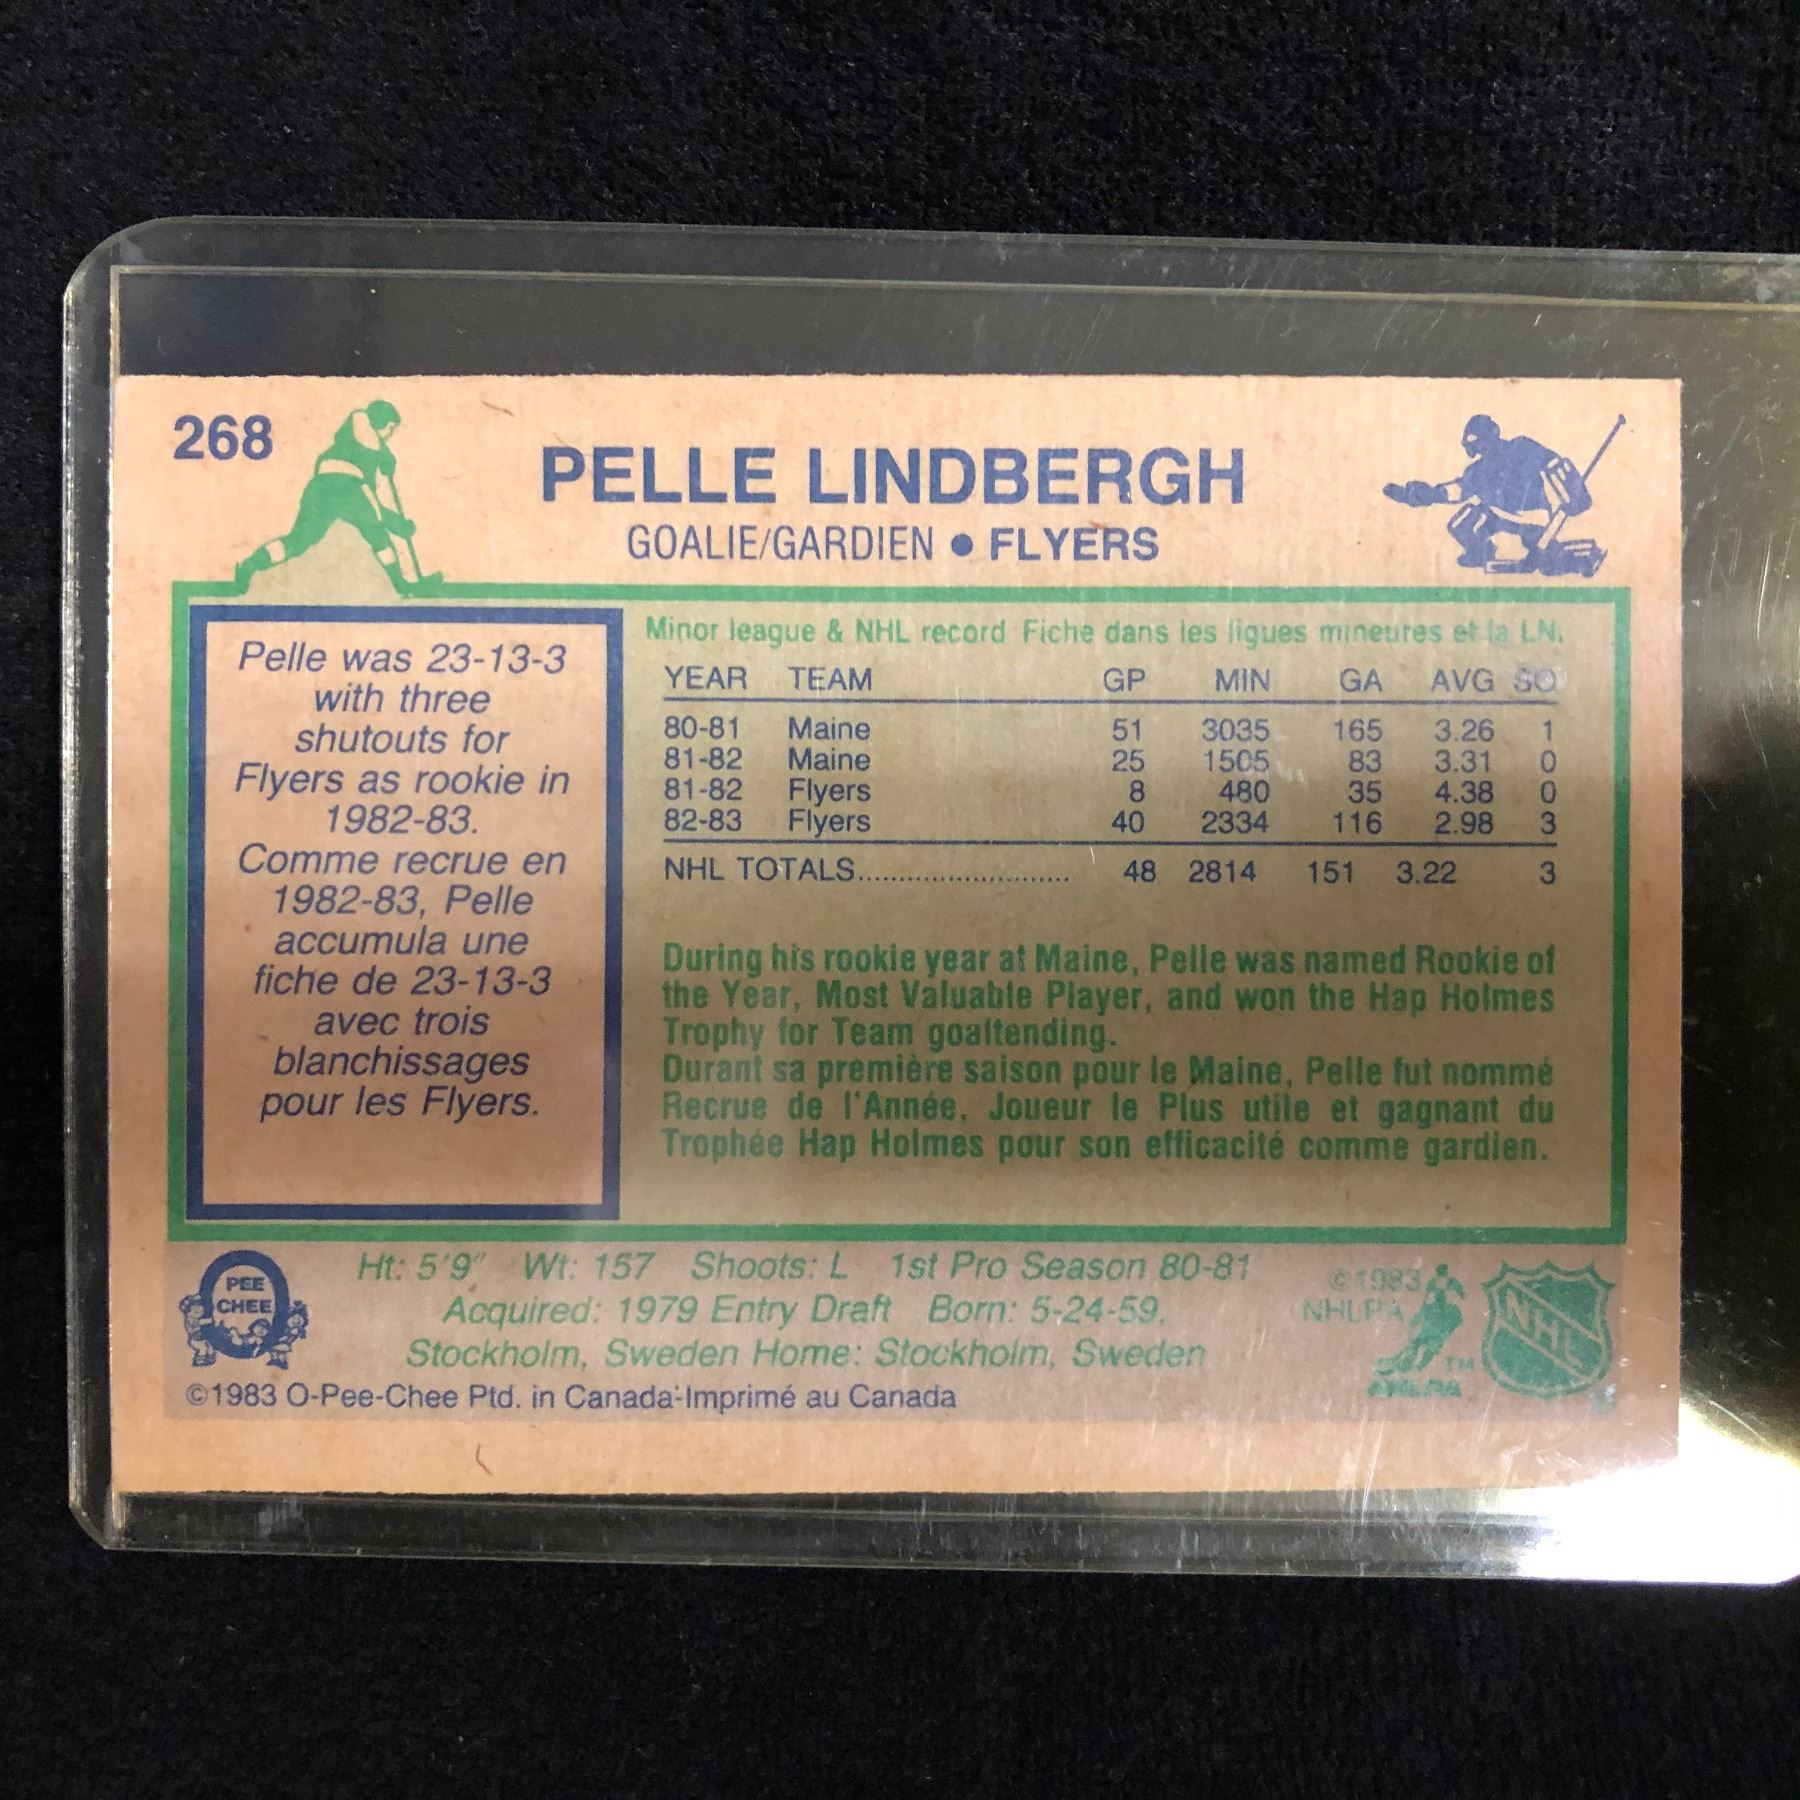 268
PELLE LINDBERGH
GOALIE/GARDIEN • FLYERS
Pelle was 23-13-3
with three
shutouts for
Flyers as rookie in
1982-83.
Comme recrue en
1982-83, Pelle
accumula une
fiche de 23-13-3
avec trois
blanchissages
pour les Flyers.
Minor league & NHL record Fiche dans les ligues mineures et la LN.
YEAR TEAM GP MIN GA AVG SO
80-81 Maine 51 3035 165 3.26 1
81-82 Maine 25 1505 83 3.31 0
81-82 Flyers 8 480 35 4.38 0
82-83 Flyers 40 2334 116 2.98 3
NHL TOTALS.......................... 48 2814 151 3.22 3
During his rookie year at Maine, Pelle was named Rookie of
the Year, Most Valuable Player, and won the Hap Holmes
Trophy for Team goaltending.
Durant sa première saison pour le Maine, Pelle fut nommé
Recrue de l'Année, Joueur le Plus utile et gagnant du
Trophée Hap Holmes pour son efficacité comme gardien.
PEE
CHEE
Ht: 5'9" Wt: 157 Shoots: L 1st Pro Season 80-81
Acquired: 1979 Entry Draft Born: 5-24-59,
Stockholm, Sweden Home: Stockholm, Sweden
©1983 O-Pee-Chee Ptd. in Canada-Imprimé au Canada
©1983
NHLPA
TM
NHLPA
NHL